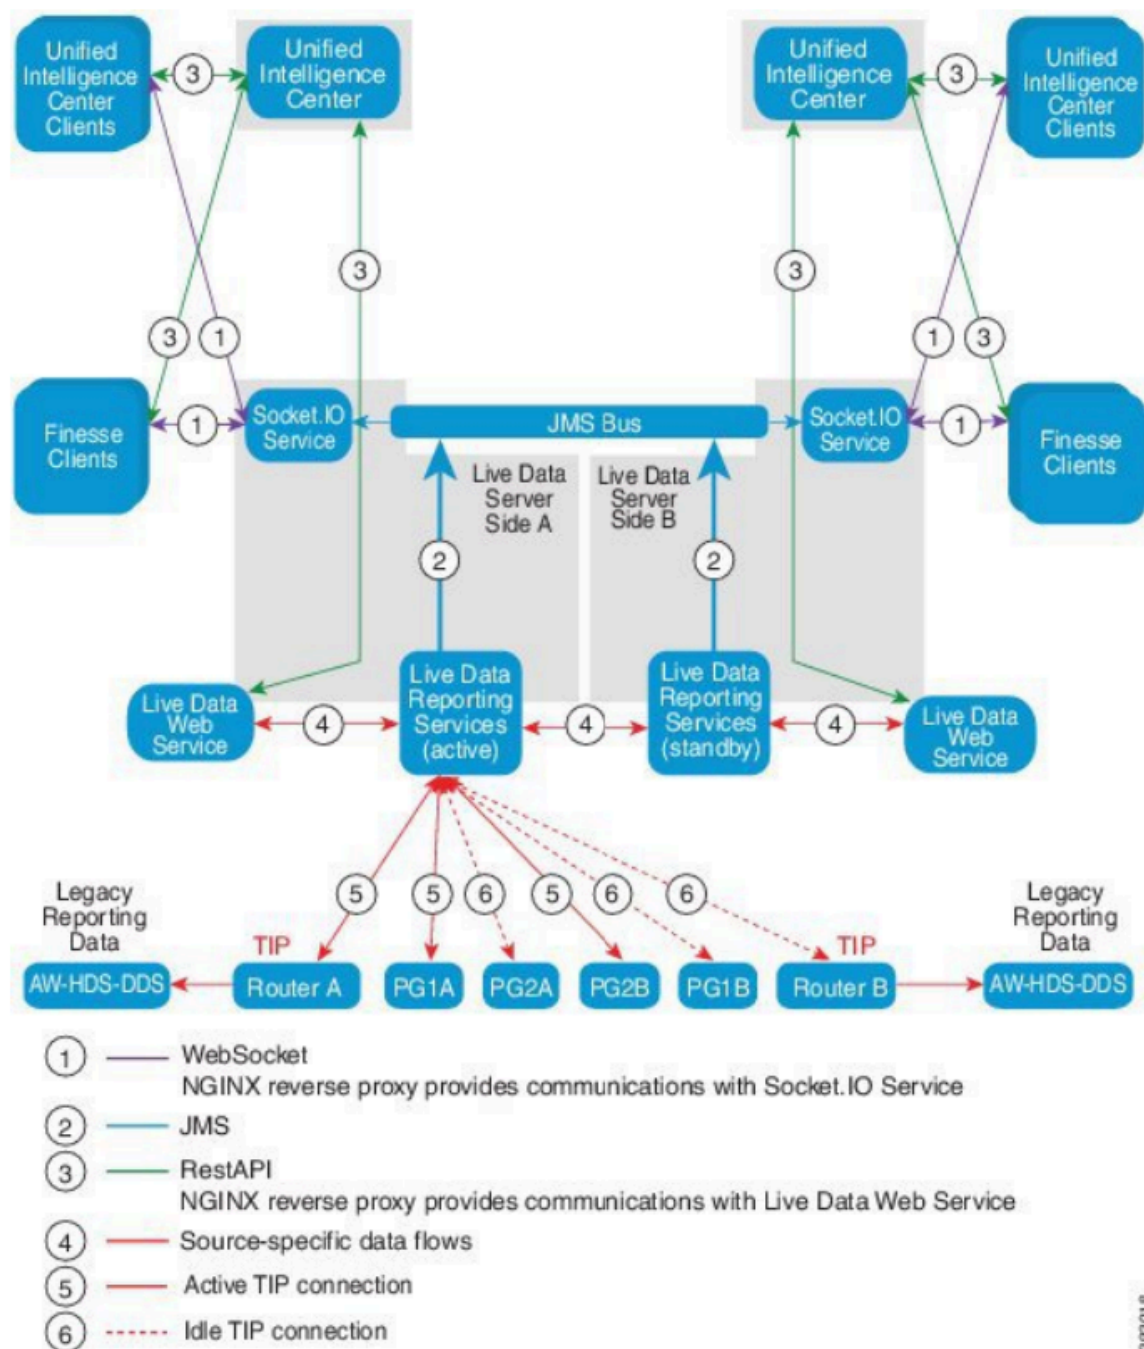 Unified
Intelligence
Center
Clients
3
Unified
Intelligence
Center
Unified
Intelligence
Center
3
Unified
Intelligence
Center
Clients
3
3
3
1
1
3
Finesse
Clients
1
Socket.IO
Service
JMS Bus
Socket.IO
Service
1
Finesse
Clients
Live Data
Server
Side A
Live Data
Server
Side B
2
2
Live Data
Web
Service
4
Live Data
Reporting
Services
(active)
4
Live Data
Reporting
Services
(standby)
4
Live Data
Web
Service
5
5
6
5
6
6
Legacy
Reporting
Data
TIP
TIP
Legacy
Reporting
Data
AW-HDS-DDS
Router A
PG1A
PG2A
PG2B
PG1B
Router B
AW-HDS-DDS
1 WebSocket
NGINX reverse proxy provides communications with Socket.IO Service
2 JMS
3 RestAPI
NGINX reverse proxy provides communications with Live Data Web Service
4 Source-specific data flows
5 Active TIP connection
6 Idle TIP connection